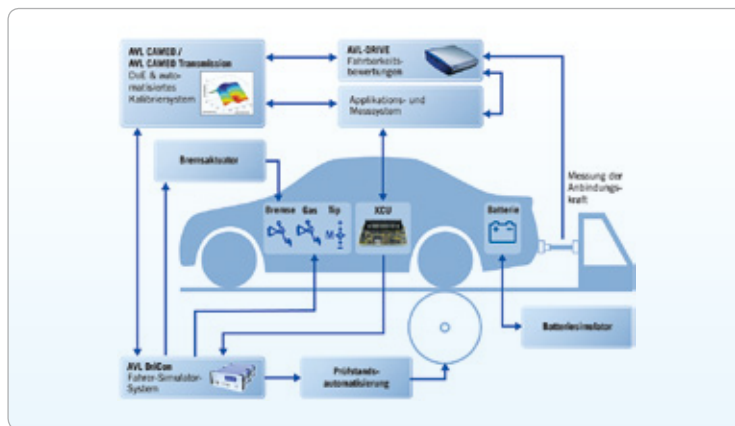 AVL CAMEO /
AVL CAMEO Transmission
DoE & auto-
matisiertes
Kalibriersystem
AVL-DRIVE
Fahrbarkeits-
bewertungen
Applikations- und
Messsystem
Bremsaktuator
Messung der
Anbindungs-
kraft
Bremse Gas Tip
XCU
Batterie
M
Batteriesimulator
AVL DriCon
Fahrer-Simulator-
System
Prüfstands-
automatisierung